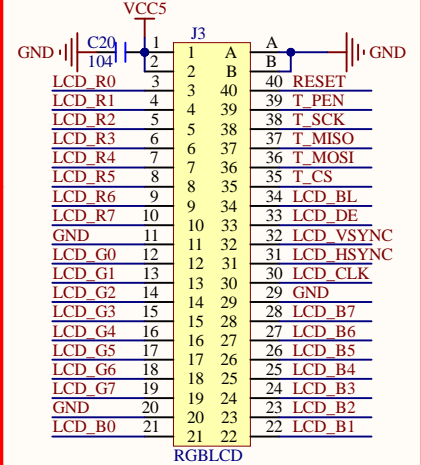 VCC5
GND C20 104 J3 GND
1 1 A A
2 2 B B
LCD_R0 3 3 40 40 RESET
LCD_R1 4 4 39 39 T_PEN
LCD_R2 5 5 38 38 T_SCK
LCD_R3 6 6 37 37 T_MISO
LCD_R4 7 7 36 36 T_MOSI
LCD_R5 8 8 35 35 T_CS
LCD_R6 9 9 34 34 LCD_BL
LCD_R7 10 10 33 33 LCD_DE
GND 11 11 32 32 LCD_VSYNC
LCD_G0 12 12 31 31 LCD_HSYNC
LCD_G1 13 13 30 30 LCD_CLK
LCD_G2 14 14 29 29 GND
LCD_G3 15 15 28 28 LCD_B7
LCD_G4 16 16 27 27 LCD_B6
LCD_G5 17 17 26 26 LCD_B5
LCD_G6 18 18 25 25 LCD_B4
LCD_G7 19 19 24 24 LCD_B3
GND 20 20 23 23 LCD_B2
LCD_B0 21 21 22 22 LCD_B1
RGBLCD